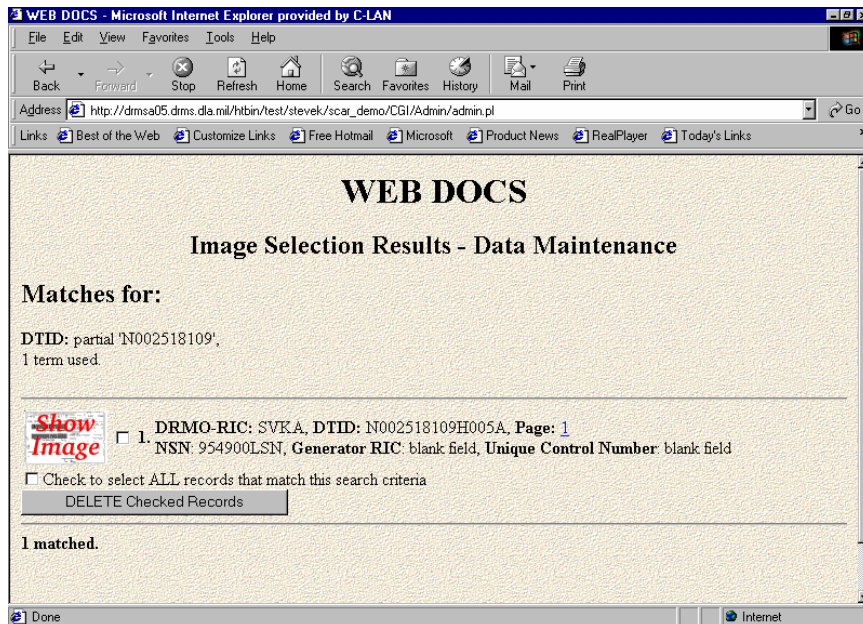 WEB DOCS - Microsoft Internet Explorer provided by C-LAN
File Edit View Favorites Tools Help
Back Forward Stop Refresh Home Search Favorites History Mail Print
Address http://drmsa05.drms.dla.mil/htbin/test/stevek/scar_demo/CGI/Admin/admin.pl Go
Links Best of the Web Customize Links Free Hotmail Microsoft Product News RealPlayer Today's Links
WEB DOCS
Image Selection Results - Data Maintenance
Matches for:
DTID: partial 'N002518109',
1 term used.
Show Image
1. DRMO-RIC: SVKA, DTID: N002518109H005A, Page: 1
NSN: 954900LSN, Generator RIC: blank field, Unique Control Number: blank field
Check to select ALL records that match this search criteria
DELETE Checked Records
1 matched.
Done Internet